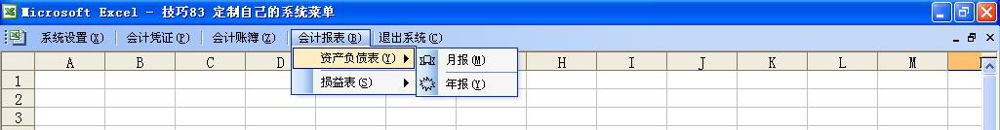 Microsoft Excel - 技巧83 定制自己的系统菜单
系统设置(X) 会计凭证(P) 会计账簿(Z) 会计报表(B) 退出系统(C)
资产负债表(Y) 月报(M)
损益表(S) 年报(Y)
A B C D H I J K L M
1
2
3